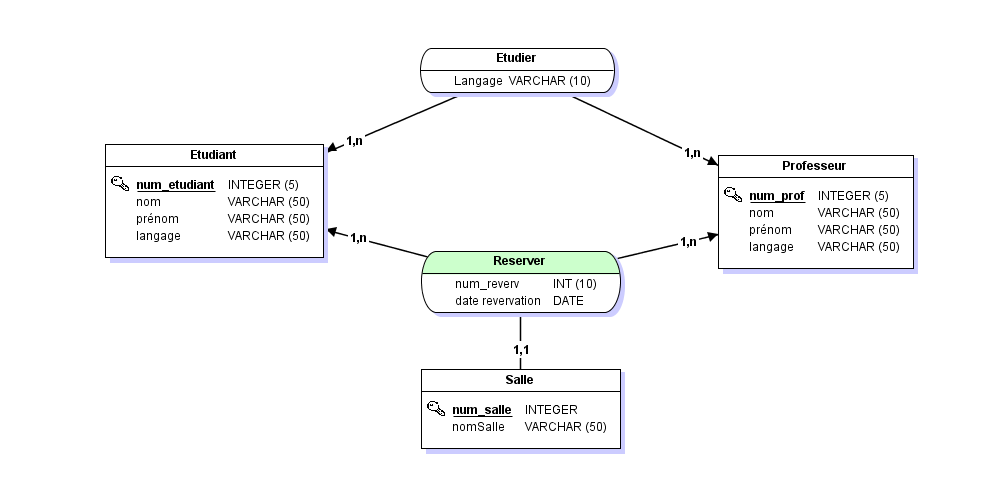 Etudier
Langage VARCHAR (10)
1,n
1,n
Etudiant
num_etudiant INTEGER (5)
nom VARCHAR (50)
prénom VARCHAR (50)
langage VARCHAR (50)
Professeur
num_prof INTEGER (5)
nom VARCHAR (50)
prénom VARCHAR (50)
langage VARCHAR (50)
1,n
1,n
Reserver
num_reverv INT (10)
date revervation DATE
1,1
Salle
num_salle INTEGER
nomSalle VARCHAR (50)